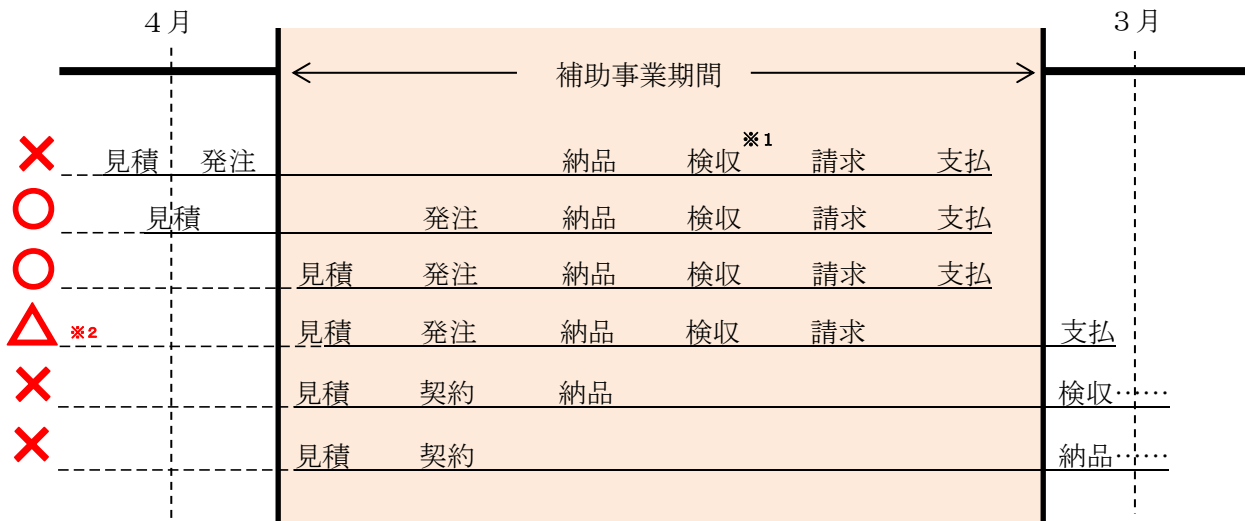 ４月
３月
補助事業期間
※1
見積 発注 納品 検収 請求 支払
見積 発注 納品 検収 請求 支払
見積 発注 納品 検収 請求 支払
※2 見積 発注 納品 検収 請求 支払
見積 契約 納品 検収……
見積 契約 納品……